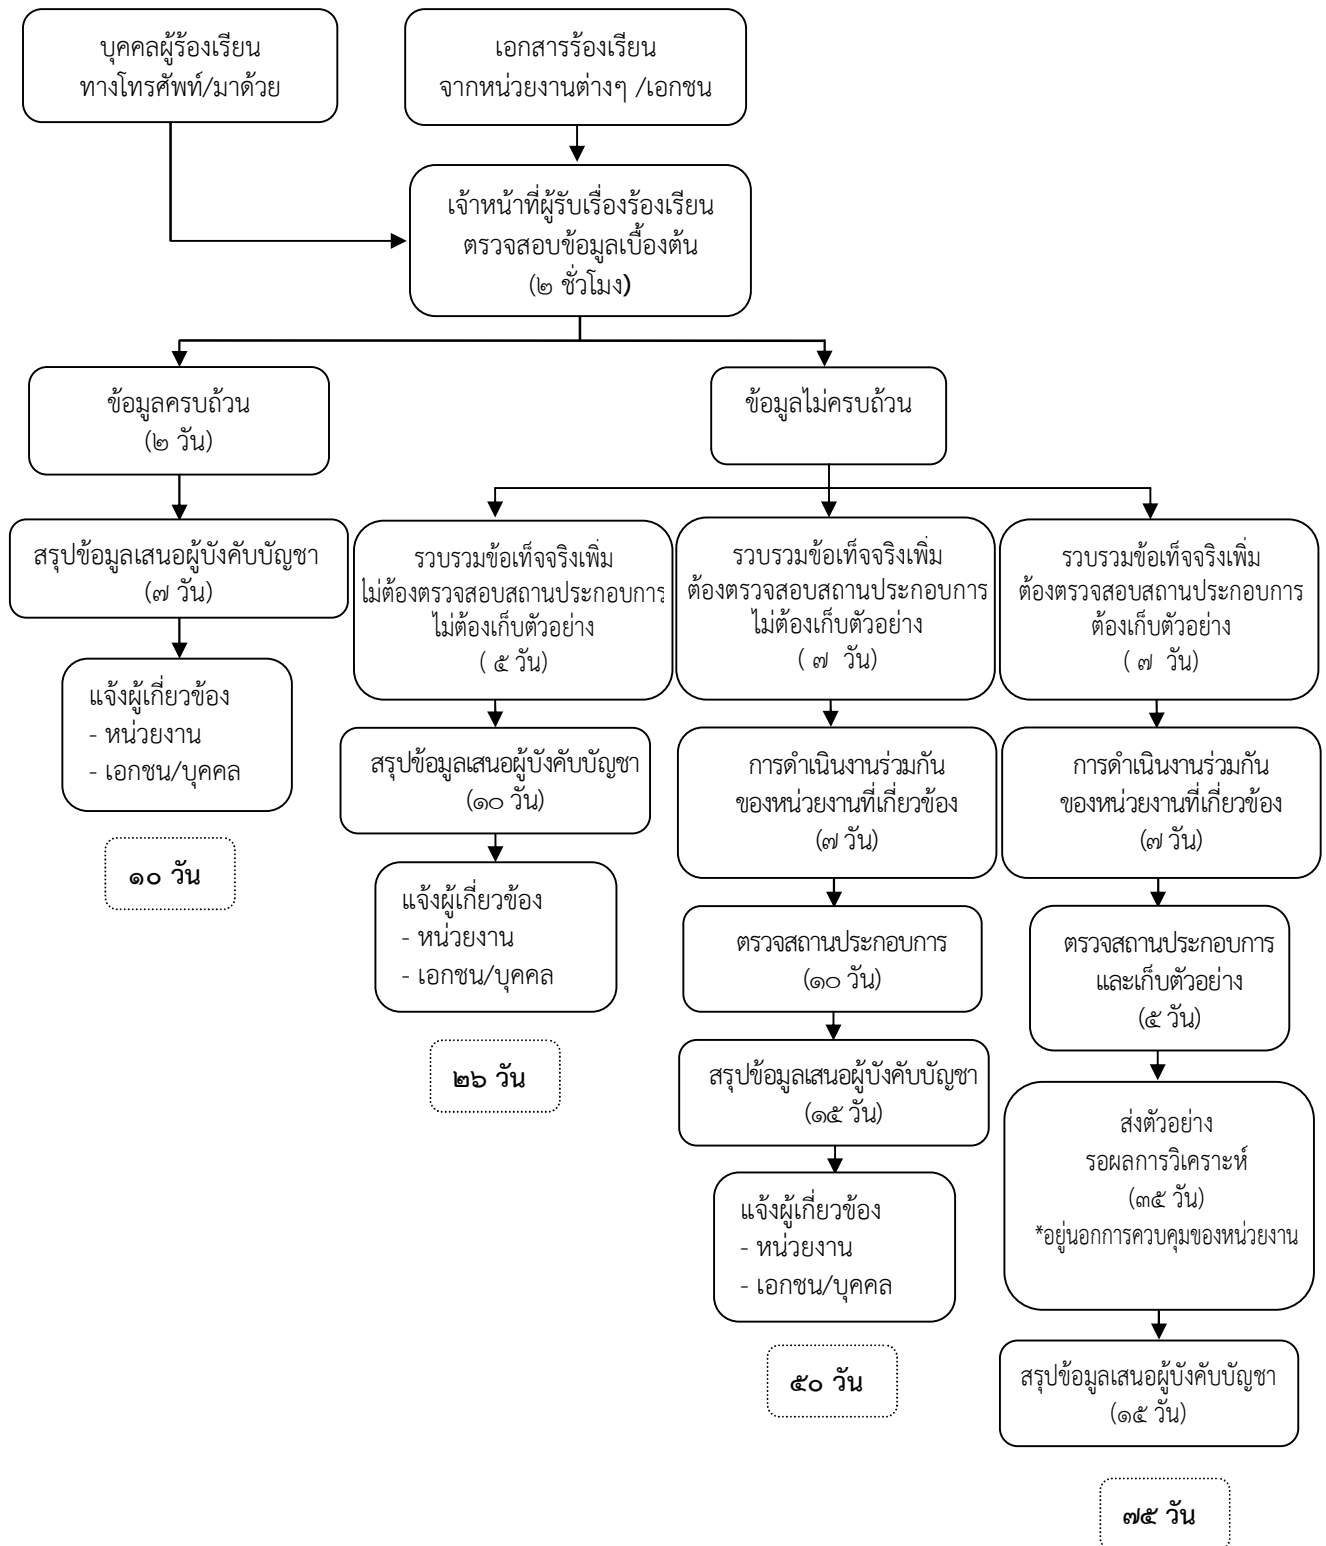 บุคคลผู้ร้องเรียน
ทางโทรศัพท์/มาด้วย
เอกสารร้องเรียน
จากหน่วยงานต่างๆ /เอกชน
เจ้าหน้าที่ผู้รับเรื่องร้องเรียน
ตรวจสอบข้อมูลเบื้องต้น
(๒ ชั่วโมง)
ข้อมูลครบถ้วน
(๒ วัน)
ข้อมูลไม่ครบถ้วน
สรุปข้อมูลเสนอผู้บังคับบัญชา
(๗ วัน)
แจ้งผู้เกี่ยวข้อง
- หน่วยงาน
- เอกชน/บุคคล
๑๐ วัน
รวบรวมข้อเท็จจริงเพิ่ม
ไม่ต้องตรวจสอบสถานประกอบการ
ไม่ต้องเก็บตัวอย่าง
( ๕ วัน)
สรุปข้อมูลเสนอผู้บังคับบัญชา
(๑๐ วัน)
แจ้งผู้เกี่ยวข้อง
- หน่วยงาน
- เอกชน/บุคคล
๒๖ วัน
รวบรวมข้อเท็จจริงเพิ่ม
ต้องตรวจสอบสถานประกอบการ
ไม่ต้องเก็บตัวอย่าง
( ๗ วัน)
การดำเนินงานร่วมกัน
ของหน่วยงานที่เกี่ยวข้อง
(๗ วัน)
ตรวจสถานประกอบการ
(๑๐ วัน)
สรุปข้อมูลเสนอผู้บังคับบัญชา
(๑๕ วัน)
แจ้งผู้เกี่ยวข้อง
- หน่วยงาน
- เอกชน/บุคคล
๕๐ วัน
รวบรวมข้อเท็จจริงเพิ่ม
ต้องตรวจสอบสถานประกอบการ
ต้องเก็บตัวอย่าง
( ๗ วัน)
การดำเนินงานร่วมกัน
ของหน่วยงานที่เกี่ยวข้อง
(๗ วัน)
ตรวจสถานประกอบการ
และเก็บตัวอย่าง
(๕ วัน)
ส่งตัวอย่าง
รอผลการวิเคราะห์
(๓๕ วัน)
*อยู่นอกการควบคุมของหน่วยงาน
สรุปข้อมูลเสนอผู้บังคับบัญชา
(๑๕ วัน)
๗๕ วัน